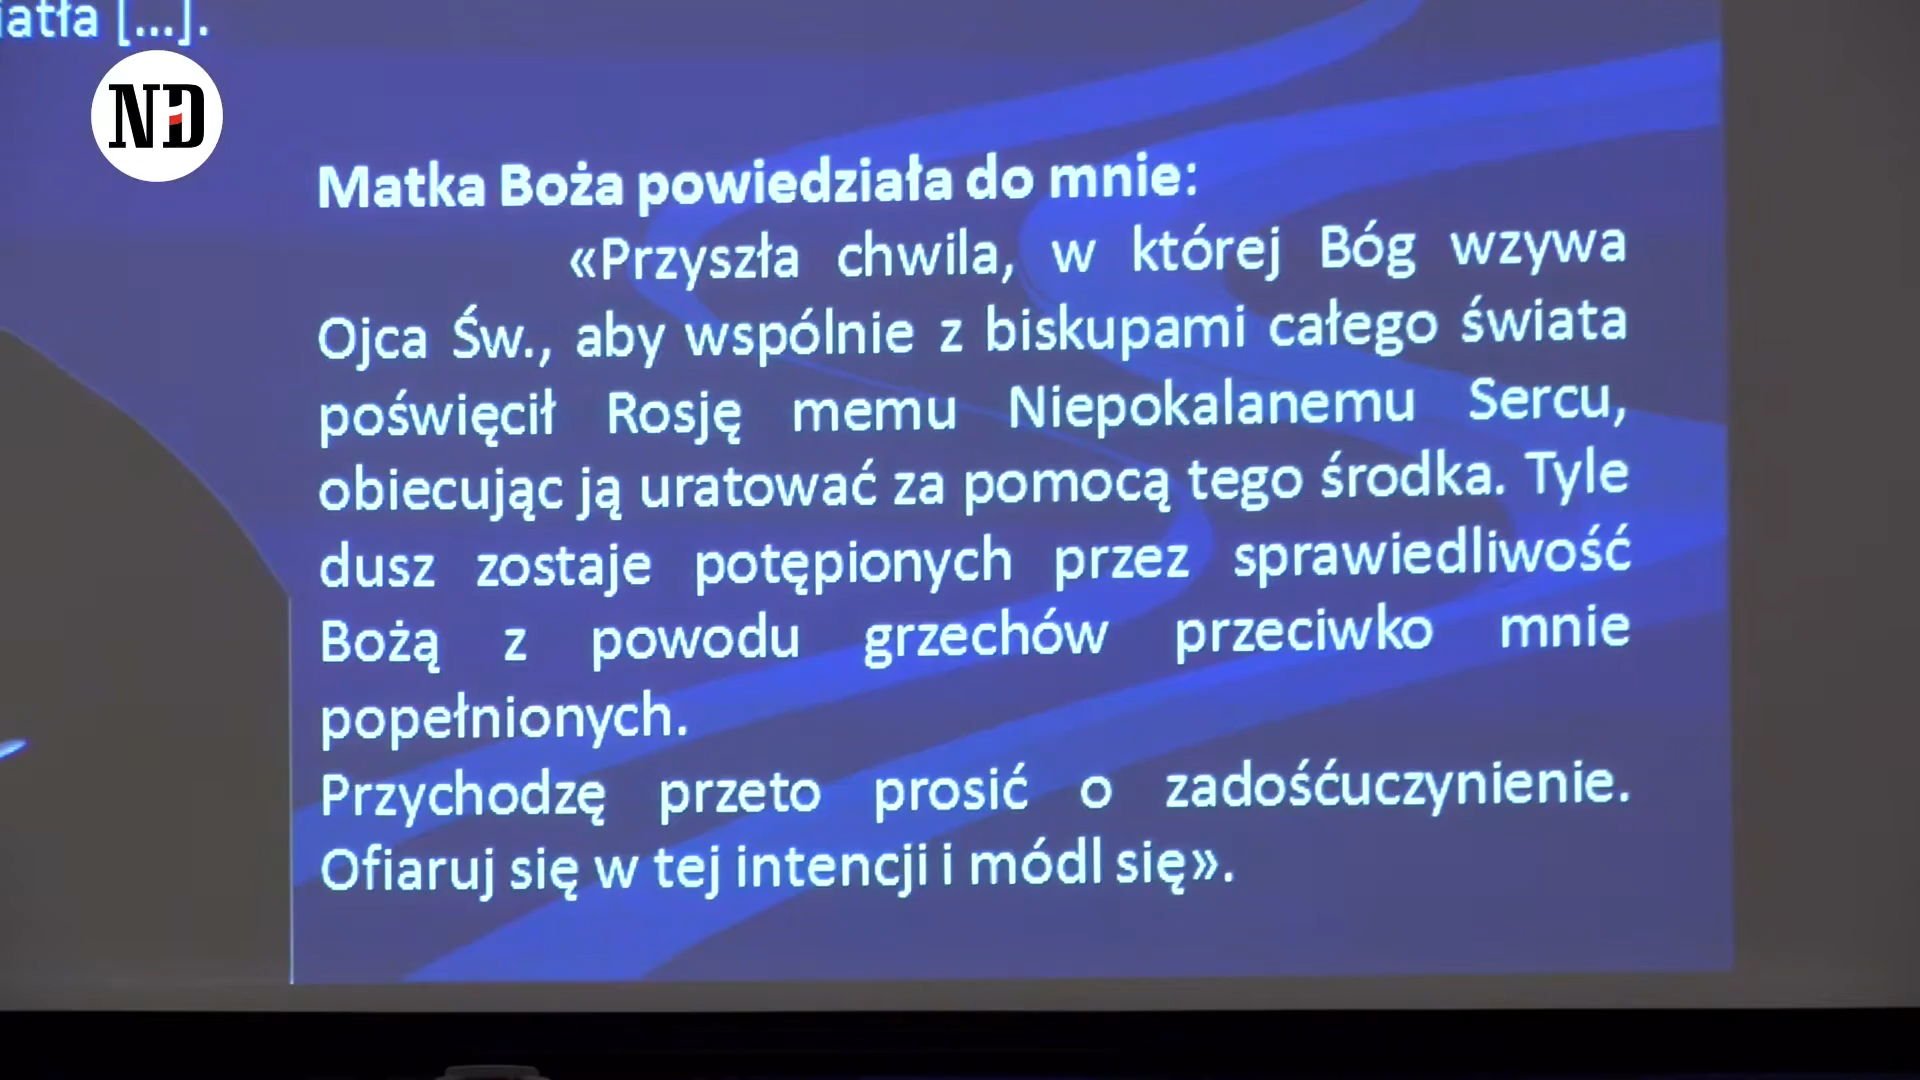 iatła [...].
ND
Matka Boża powiedziała do mnie:
«Przyszła chwila, w której Bóg wzywa
Ojca Św., aby wspólnie z biskupami całego świata
poświęcił Rosję memu Niepokalanemu Sercu,
obiecując ją uratować za pomocą tego środka. Tyle
dusz zostaje potępionych przez sprawiedliwość
Bożą z powodu grzechów przeciwko mnie
popełnionych.
Przychodzę przeto prosić o zadośćuczynienie.
Ofiaruj się w tej intencji i módl się».